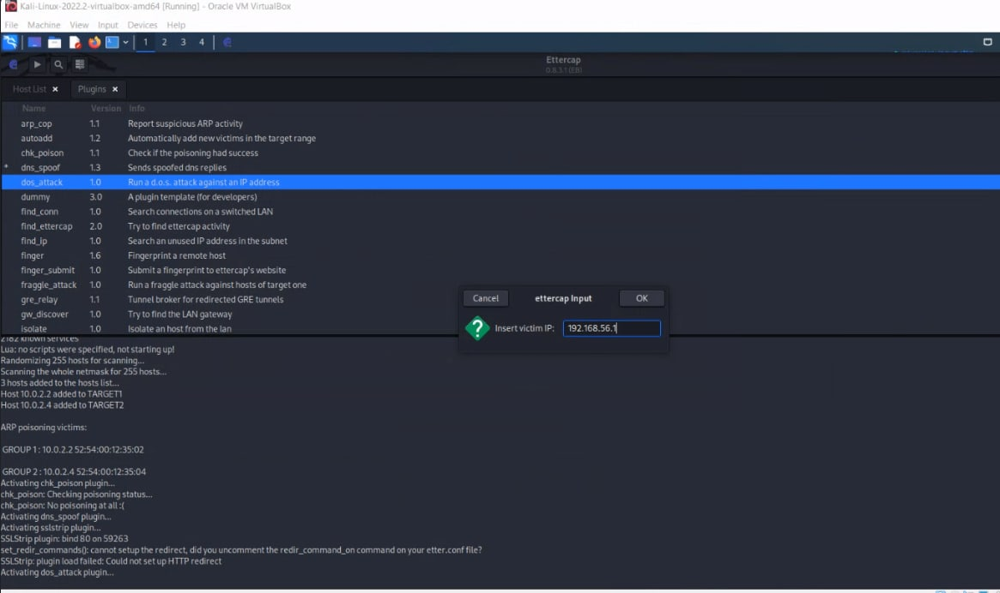 Kali-Linux-2022.2-virtualbox-amd64 [Running] - Oracle VM VirtualBox
File Machine View Input Devices Help
1 2 3 4
Ettercap
0.8.3.1 (EB)
Host List × Plugins ×
Name Version Info
arp_cop 1.1 Report suspicious ARP activity
autoadd 1.2 Automatically add new victims in the target range
chk_poison 1.1 Check if the poisoning had success
* dns_spoof 1.3 Sends spoofed dns replies
dos_attack 1.0 Run a d.o.s. attack against an IP address
dummy 3.0 A plugin template (for developers)
find_conn 1.0 Search connections on a switched LAN
find_ettercap 2.0 Try to find ettercap activity
find_ip 1.0 Search an unused IP address in the subnet
finger 1.6 Fingerprint a remote host
finger_submit 1.0 Submit a fingerprint to ettercap's website
fraggle_attack 1.0 Run a fraggle attack against hosts of target one
gre_relay 1.1 Tunnel broker for redirected GRE tunnels
gw_discover 1.0 Try to find the LAN gateway
isolate 1.0 Isolate an host from the lan
Cancel ettercap Input OK
Insert victim IP: 192.168.56.1
2182 known services
Lua: no scripts were specified, not starting up!
Randomizing 255 hosts for scanning...
Scanning the whole netmask for 255 hosts...
3 hosts added to the hosts list...
Host 10.0.2.2 added to TARGET1
Host 10.0.2.4 added to TARGET2
ARP poisoning victims:
GROUP 1 : 10.0.2.2 52:54:00:12:35:02
GROUP 2 : 10.0.2.4 52:54:00:12:35:04
Activating chk_poison plugin...
chk_poison: Checking poisoning status...
chk_poison: No poisoning at all :(
Activating dns_spoof plugin...
Activating sslstrip plugin...
SSLStrip plugin: bind 80 on 59263
set_redir_commands(): cannot setup the redirect, did you uncomment the redir_command_on command on your etter.conf file?
SSLStrip: plugin load failed: Could not set up HTTP redirect
Activating dos_attack plugin...